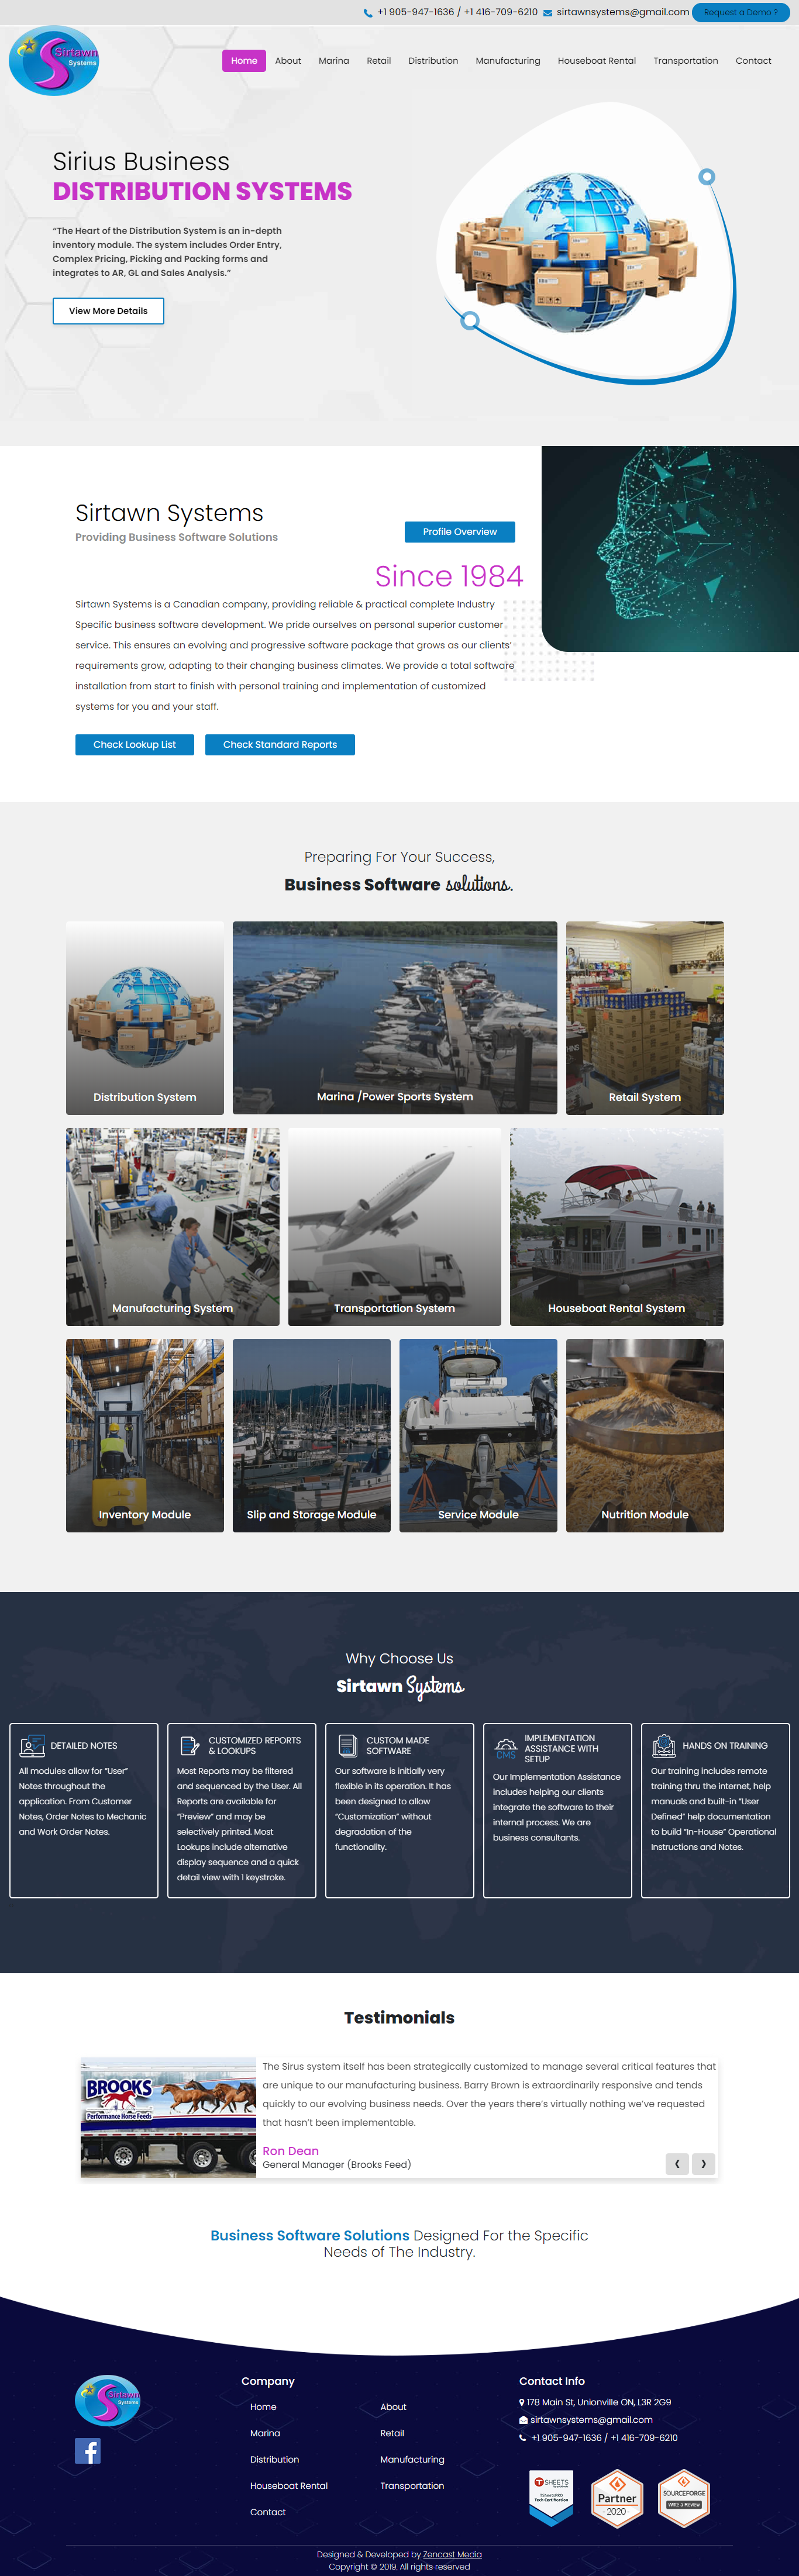 +1 905-947-1636 / +1 416-709-6210 sirtawnsystems@gmail.com Request a Demo ?
Sirtawn
Systems
Home About Marina Retail Distribution Manufacturing Houseboat Rental Transportation Contact
Sirius Business
DISTRIBUTION SYSTEMS
“The Heart of the Distribution System is an in-depth
inventory module. The system includes Order Entry,
Complex Pricing, Picking and Packing forms and
integrates to AR, GL and Sales Analysis.”
View More Details
Sirtawn Systems
Providing Business Software Solutions
Profile Overview
Since 1984
Sirtawn Systems is a Canadian company, providing reliable & practical complete Industry
Specific business software development. We pride ourselves on personal superior customer
service. This ensures an evolving and progressive software package that grows as our clients’
requirements grow, adapting to their changing business climates. We provide a total software
installation from start to finish with personal training and implementation of customized
systems for you and your staff.
Check Lookup List Check Standard Reports
Preparing For Your Success,
Business Software solutions.
Distribution System Marina /Power Sports System Retail System
Manufacturing System Transportation System Houseboat Rental System
Inventory Module Slip and Storage Module Service Module Nutrition Module
Why Choose Us
Sirtawn Systems
DETAILED NOTES
All modules allow for “User”
Notes throughout the
application. From Customer
Notes, Order Notes to Mechanic
and Work Order Notes.
CUSTOMIZED REPORTS
& LOOKUPS
Most Reports may be filtered
and sequenced by the User. All
Reports are available for
“Preview” and may be
selectively printed. Most
Lookups include alternative
display sequence and a quick
detail view with 1 keystroke.
CUSTOM MADE
SOFTWARE
Our software is initially very
flexible in its operation. It has
been designed to allow
“Customization” without
degradation of the
functionality.
CMS
IMPLEMENTATION
ASSISTANCE WITH
SETUP
Our Implementation Assistance
includes helping our clients
integrate the software to their
internal process. We are
business consultants.
HANDS ON TRAINING
Our training includes remote
training thru the internet, help
manuals and built-in “User
Defined” help documentation
to build “In-House” Operational
Instructions and Notes.
Testimonials
BROOKS
Performance Horse Feeds
The Sirus system itself has been strategically customized to manage several critical features that
are unique to our manufacturing business. Barry Brown is extraordinarily responsive and tends
quickly to our evolving business needs. Over the years there’s virtually nothing we’ve requested
that hasn’t been implementable.
Ron Dean
General Manager (Brooks Feed)
❮ ❯
Business Software Solutions Designed For the Specific
Needs of The Industry.
Sirtawn
Systems
Company
Home About
Marina Retail
Distribution Manufacturing
Houseboat Rental Transportation
Contact
Contact Info
178 Main St, Unionville ON, L3R 2G9
sirtawnsystems@gmail.com
+1 905-947-1636 / +1 416-709-6210
T SHEETS
Tech Certification
Partner
-2020-
SOURCEFORGE
Write a Review
Designed & Developed by Zencast Media
Copyright © 2019. All rights reserved